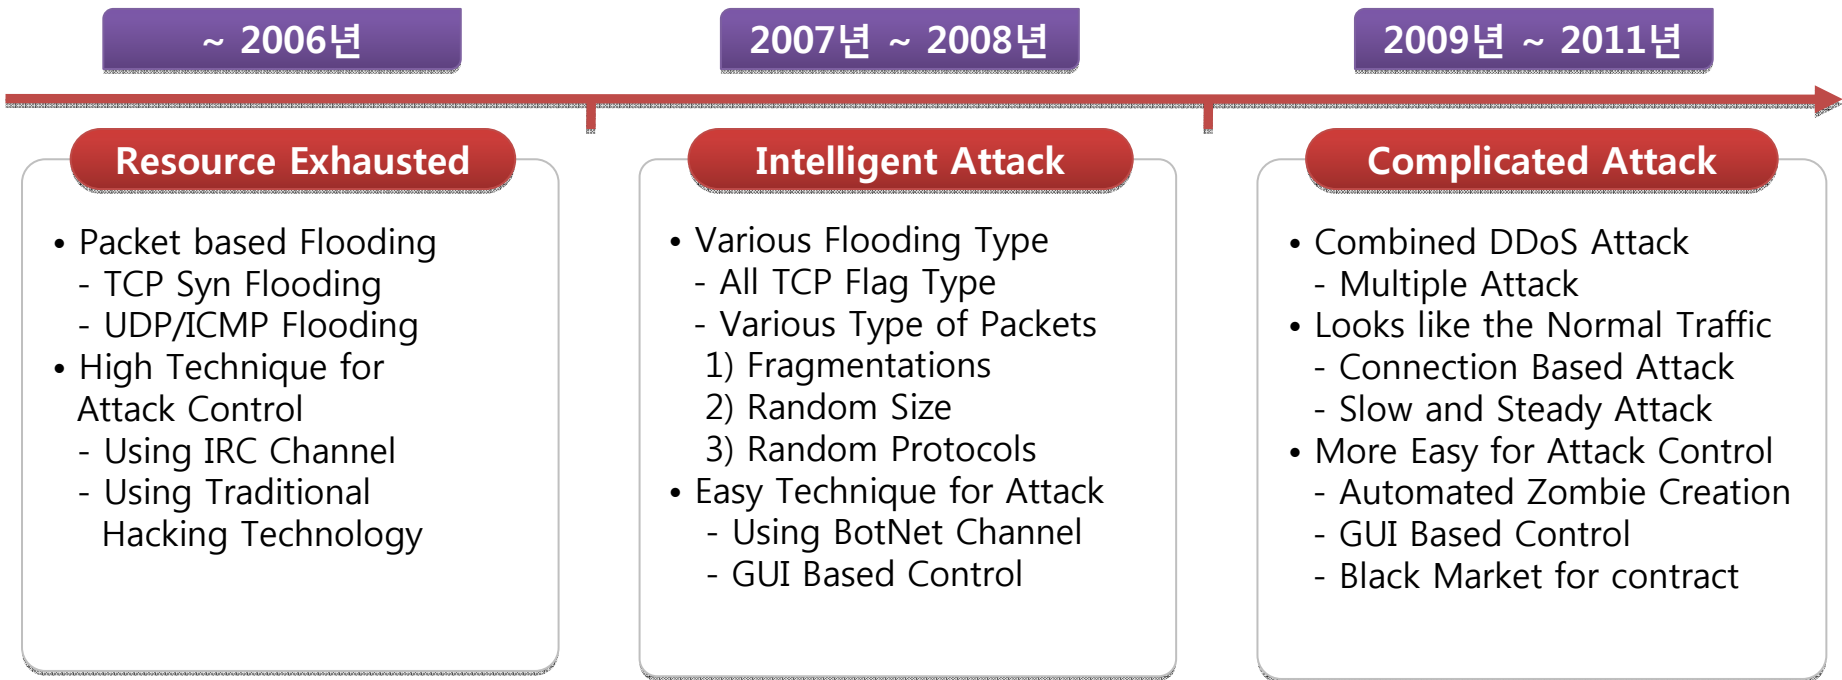 ~ 2006년
2007년 ~ 2008년
2009년 ~ 2011년
Resource Exhausted
• Packet based Flooding
- TCP Syn Flooding
- UDP/ICMP Flooding
• High Technique for
Attack Control
- Using IRC Channel
- Using Traditional
Hacking Technology
Intelligent Attack
• Various Flooding Type
- All TCP Flag Type
- Various Type of Packets
1) Fragmentations
2) Random Size
3) Random Protocols
• Easy Technique for Attack
- Using BotNet Channel
- GUI Based Control
Complicated Attack
• Combined DDoS Attack
- Multiple Attack
• Looks like the Normal Traffic
- Connection Based Attack
- Slow and Steady Attack
• More Easy for Attack Control
- Automated Zombie Creation
- GUI Based Control
- Black Market for contract